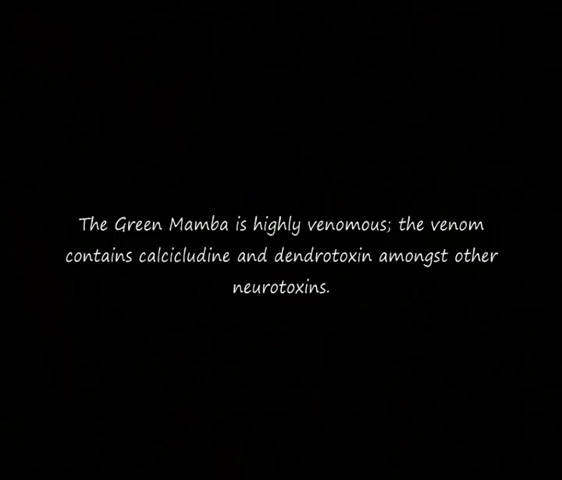 The Green Mamba is highly venomous; the venom
contains calcicludine and dendrotoxin amongst other
neurotoxins.